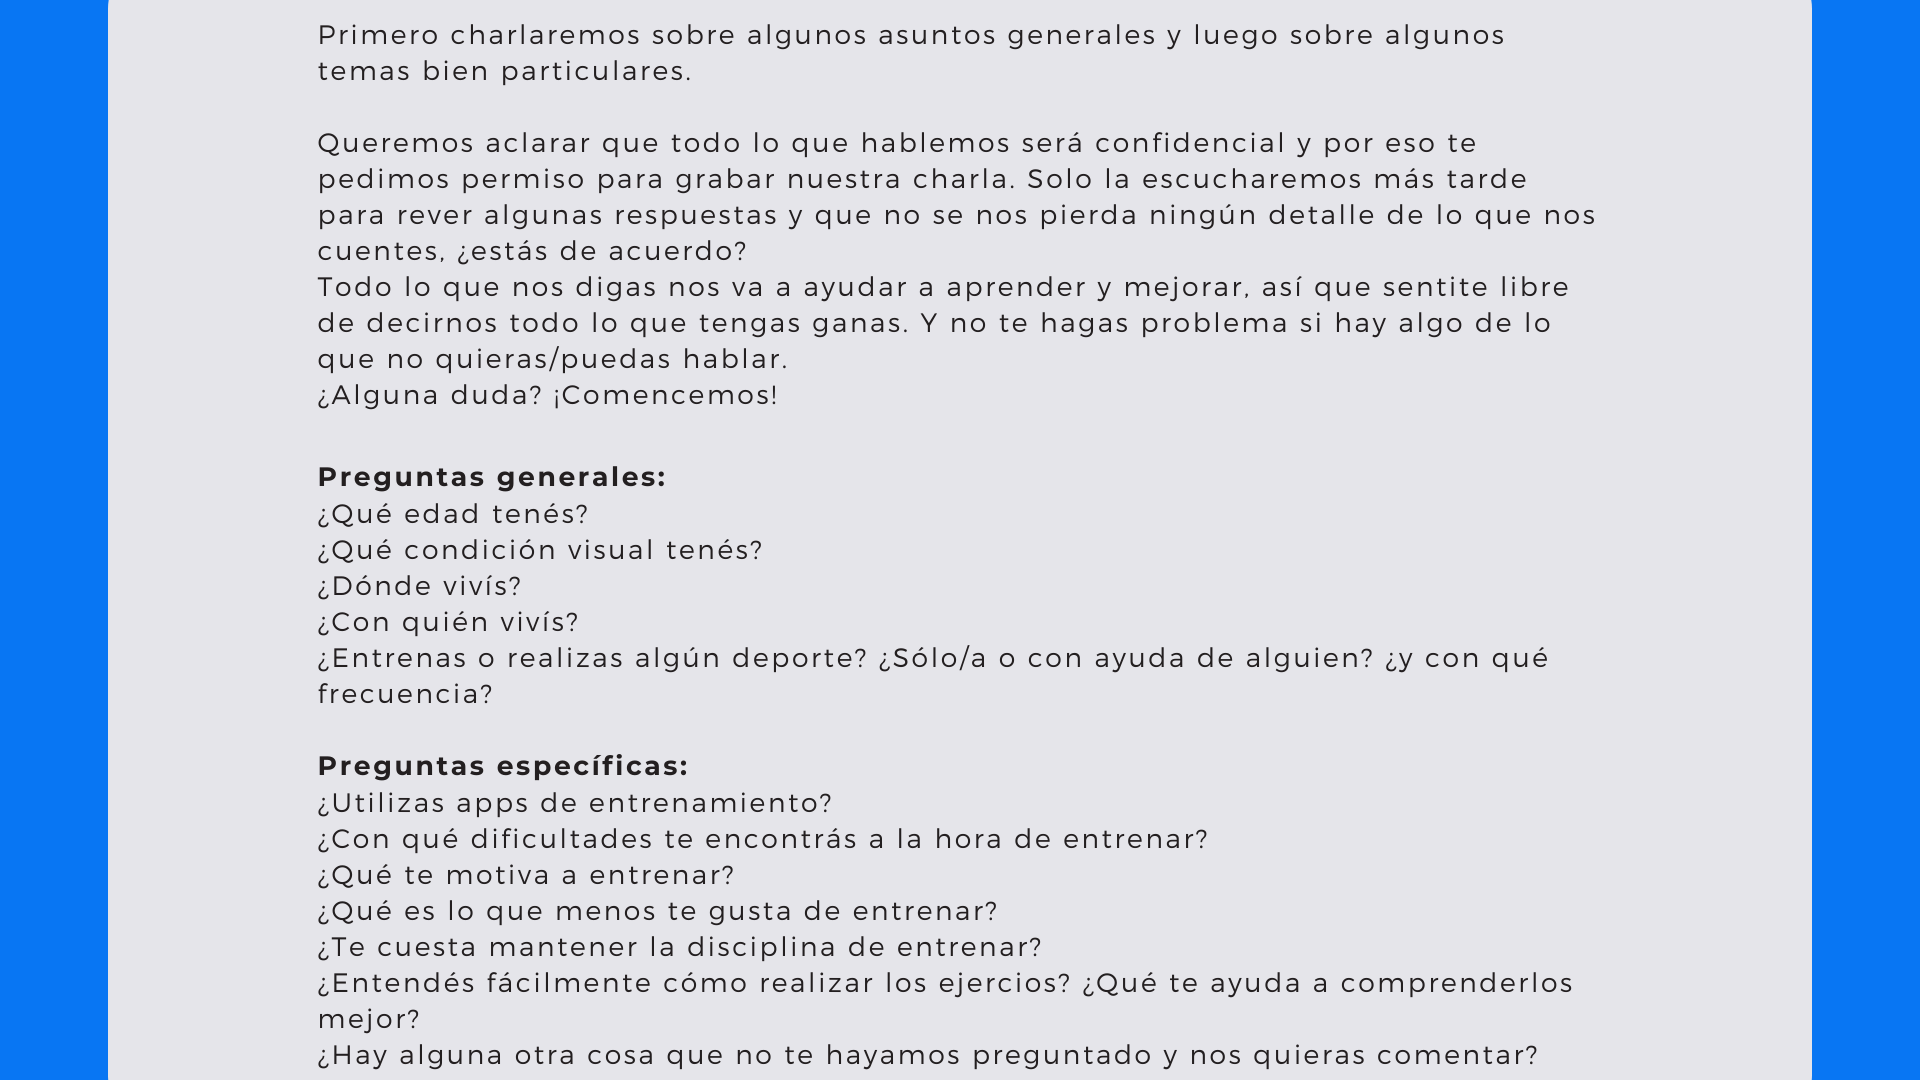 Primero charlaremos sobre algunos asuntos generales y luego sobre algunos
temas bien particulares.
Queremos aclarar que todo lo que hablemos será confidencial y por eso te
pedimos permiso para grabar nuestra charla. Solo la escucharemos más tarde
para rever algunas respuestas y que no se nos pierda ningún detalle de lo que nos
cuentes, ¿estás de acuerdo?
Todo lo que nos digas nos va a ayudar a aprender y mejorar, así que sentite libre
de decirnos todo lo que tengas ganas. Y no te hagas problema si hay algo de lo
que no quieras/puedas hablar.
¿Alguna duda? ¡Comencemos!
Preguntas generales:
¿Qué edad tenés?
¿Qué condición visual tenés?
¿Dónde vivís?
¿Con quién vivís?
¿Entrenas o realizas algún deporte? ¿Sólo/a o con ayuda de alguien? ¿y con qué
frecuencia?
Preguntas específicas:
¿Utilizas apps de entrenamiento?
¿Con qué dificultades te encontrás a la hora de entrenar?
¿Qué te motiva a entrenar?
¿Qué es lo que menos te gusta de entrenar?
¿Te cuesta mantener la disciplina de entrenar?
¿Entendés fácilmente cómo realizar los ejercios? ¿Qué te ayuda a comprenderlos
mejor?
¿Hay alguna otra cosa que no te hayamos preguntado y nos quieras comentar?